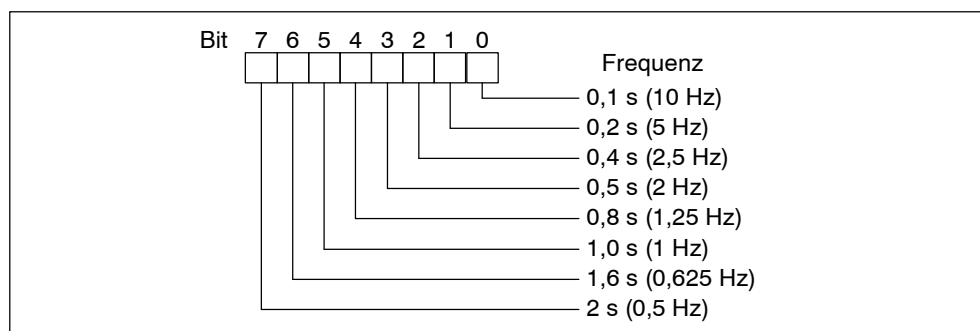 Bit 7 6 5 4 3 2 1 0
Frequenz
0,1 s (10 Hz)
0,2 s (5 Hz)
0,4 s (2,5 Hz)
0,5 s (2 Hz)
0,8 s (1,25 Hz)
1,0 s (1 Hz)
1,6 s (0,625 Hz)
2 s (0,5 Hz)